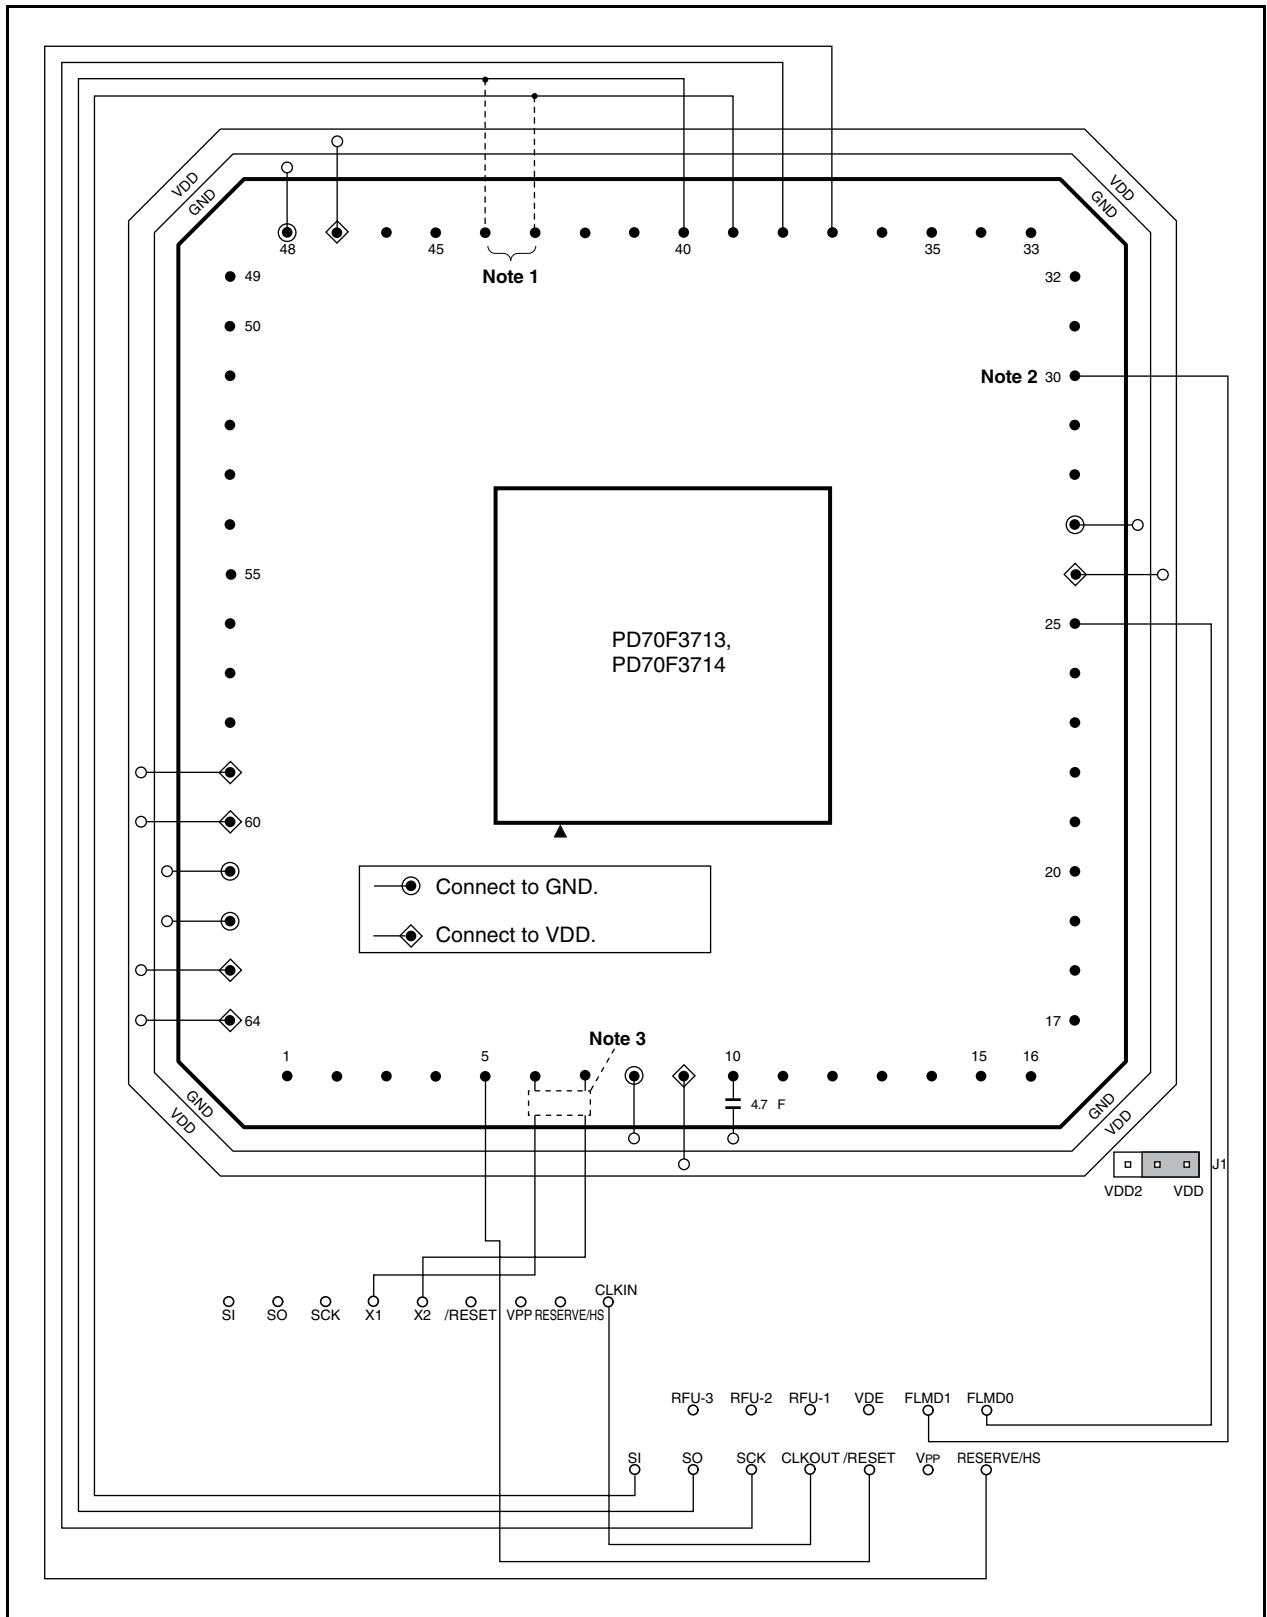 VDD
GND
VDD
GND
48
45
40
35
33
Note 1
49
32
50
Note 2 30
55
25
PD70F3713,
PD70F3714
60
20
Connect to GND.
Connect to VDD.
64
17
Note 3
1
5
10
15
16
4.7 F
GND
VDD
GND
VDD
J1
VDD2
VDD
CLKIN
SI
SO
SCK
X1
X2
/RESET
VPP
RESERVE/HS
RFU-3
RFU-2
RFU-1
VDE
FLMD1
FLMD0
SI
SO
SCK
CLKOUT
/RESET
VPP
RESERVE/HS